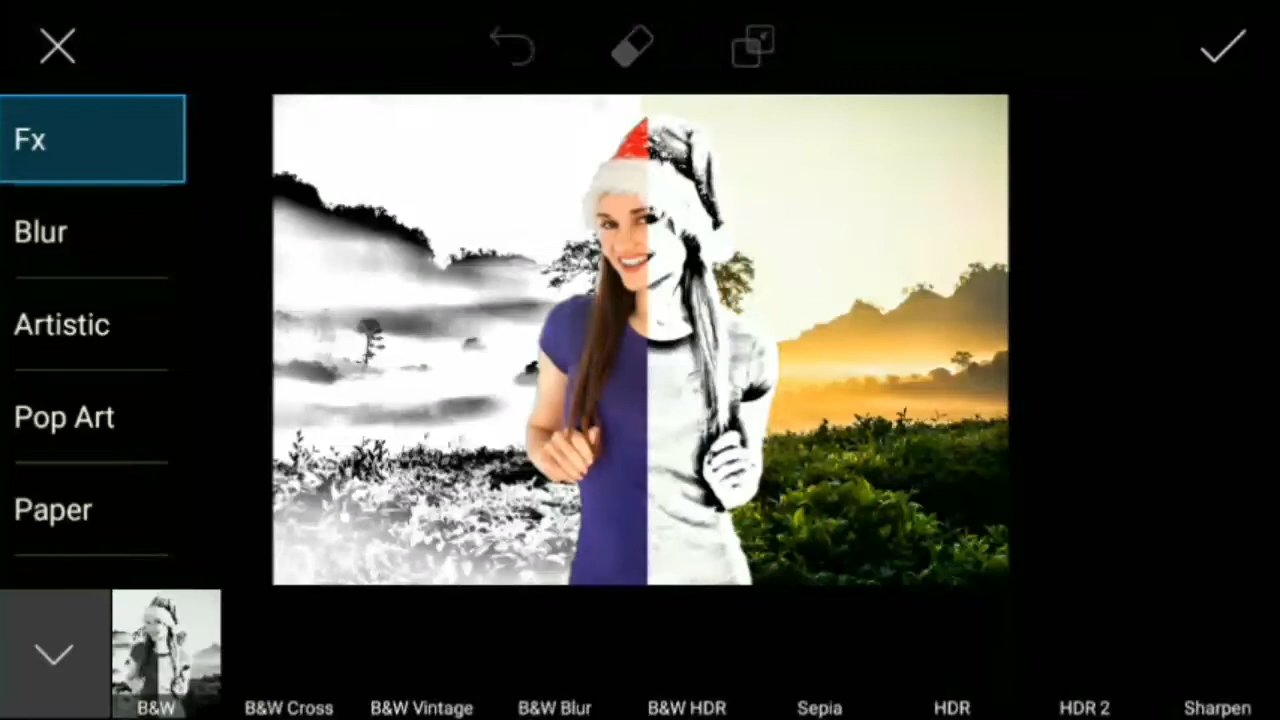 Fx
Blur
Artistic
Pop Art
Paper
B&W
B&W Cross
B&W Vintage
B&W Blur
B&W HDR
Sepia
HDR
HDR 2
Sharpen